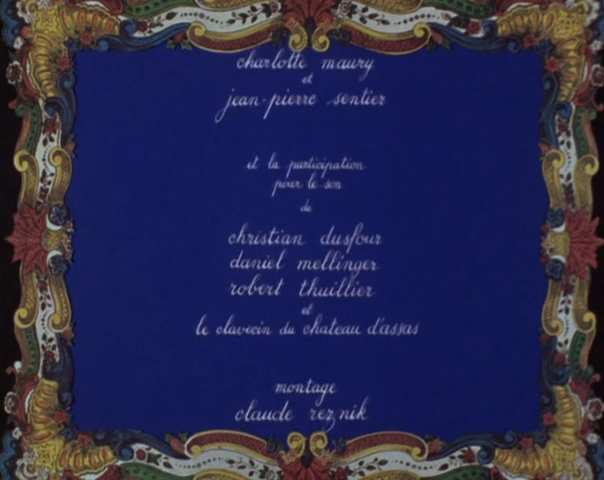 charlotte maury
et
jean-pierre sentier
et la participation
pour le son
de
christian dusfour
daniel mellinger
robert thuillier
et
le clavecin du chateau d'assas
montage
claude reznik